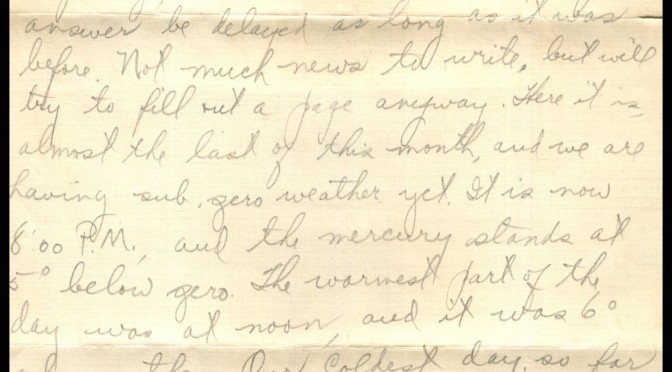 answer be delayed as long as it was
before. Not much news to write, but will
try to fill out a page anyway. Here it is,
almost the last of this month, and we are
having sub. zero weather yet. It is now
8:00 P.M., and the mercury stands at
5° below zero. The warmest part of the
day was at noon, and it was 6°
Our Coldest day, so far